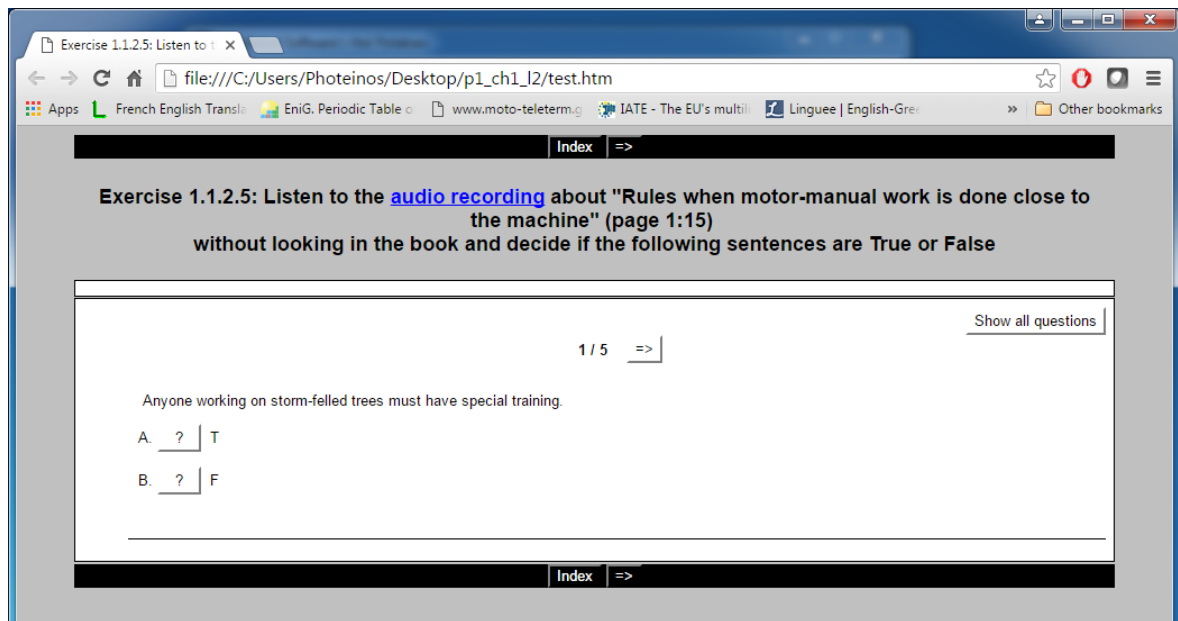 Exercise 1.1.2.5: Listen to t
file:///C:/Users/Photeinos/Desktop/p1_ch1_l2/test.htm
Apps French English Transla EniG. Periodic Table o www.moto-teleterm.g IATE - The EU's multili Linguee | English-Gree » Other bookmarks
Index =>
Exercise 1.1.2.5: Listen to the audio recording about "Rules when motor-manual work is done close to
the machine" (page 1:15)
without looking in the book and decide if the following sentences are True or False
Show all questions
1 / 5 =>
Anyone working on storm-felled trees must have special training.
A. ? T
B. ? F
Index =>